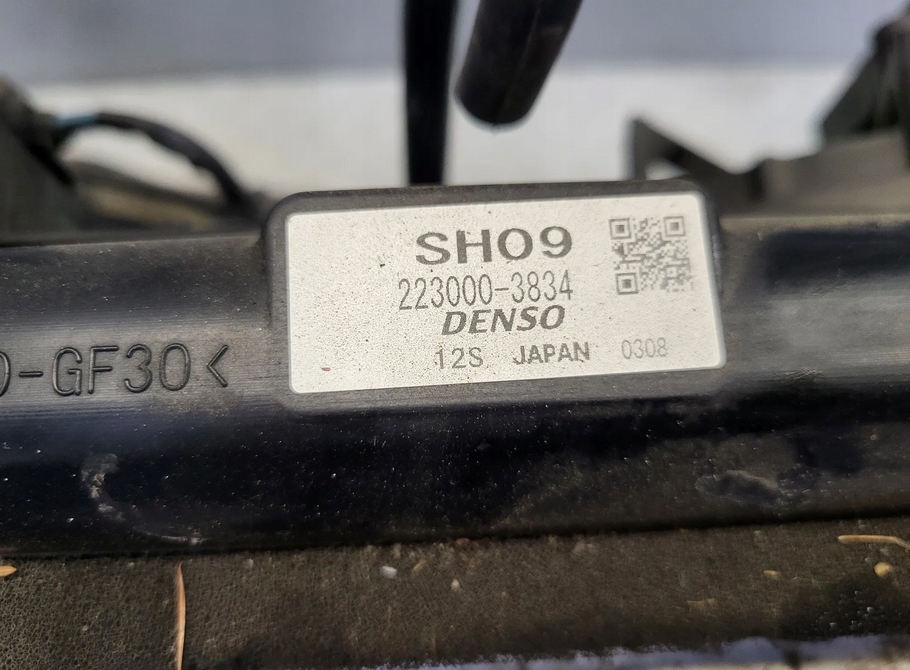 SH09
223000-3834
DENSO
12S JAPAN 0308
-GF30<